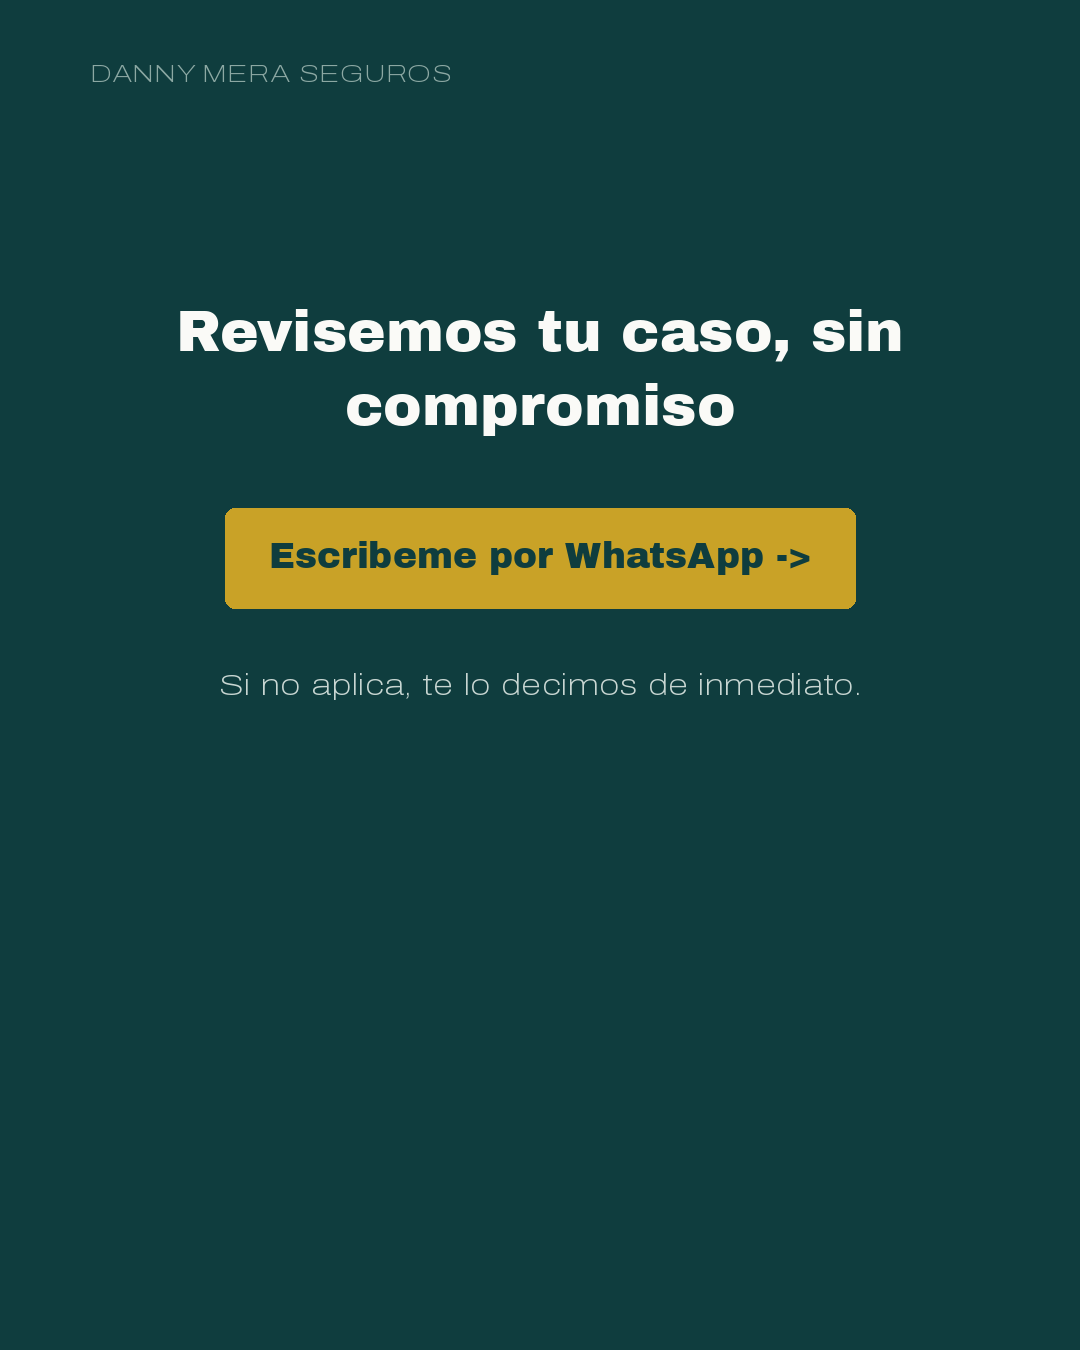 DANNY MERA SEGUROS
Revisemos tu caso, sin
compromiso
Escribeme por WhatsApp ->
Si no aplica, te lo decimos de inmediato.